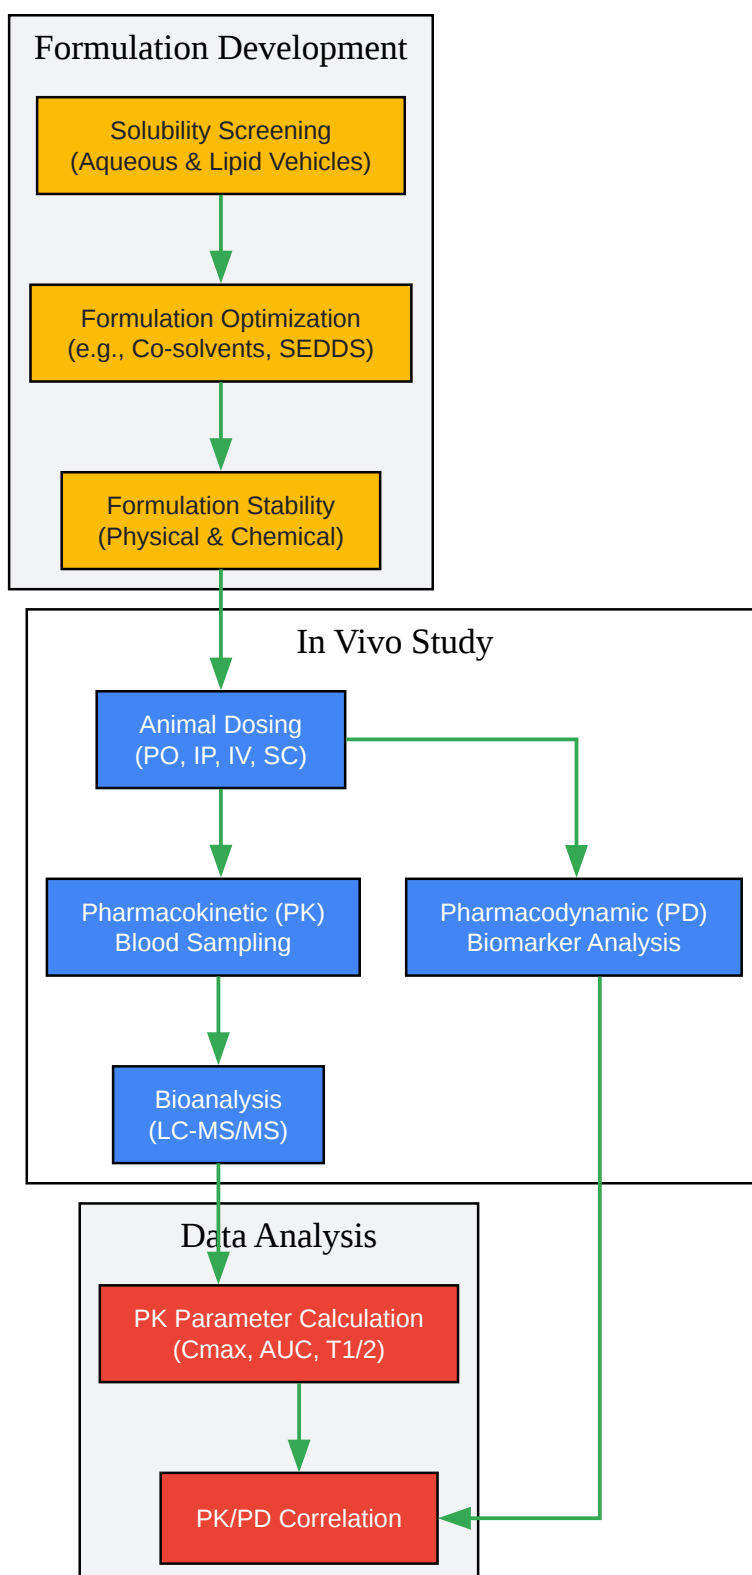 Formulation Development
Solubility Screening
(Aqueous & Lipid Vehicles)
Formulation Optimization
(e.g., Co-solvents, SEDDS)
Formulation Stability
(Physical & Chemical)
In Vivo Study
Animal Dosing
(PO, IP, IV, SC)
Pharmacokinetic (PK)
Blood Sampling
Pharmacodynamic (PD)
Biomarker Analysis
Bioanalysis
(LC-MS/MS)
Data Analysis
PK Parameter Calculation
(Cmax, AUC, T1/2)
PK/PD Correlation